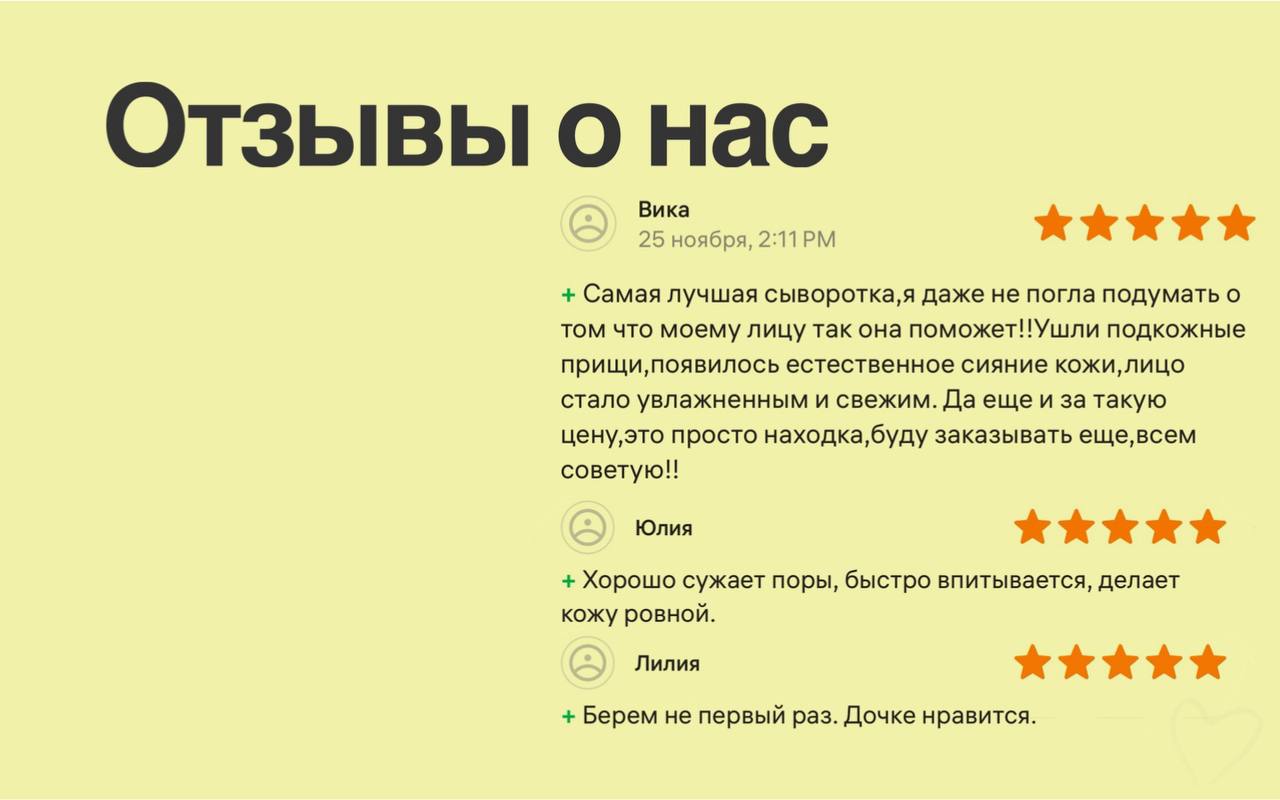 Отзывы о нас
Вика
25 ноября, 2:11 PM
+ Самая лучшая сыворотка,я даже не погла подумать о
том что моему лицу так она поможет!!Ушли подкожные
прищи,появилось естественное сияние кожи,лицо
стало увлажненным и свежим. Да еще и за такую
цену,это просто находка,буду заказывать еще,всем
советую!!
Юлия
+ Хорошо сужает поры, быстро впитывается, делает
кожу ровной.
Лилия
+ Берем не первый раз. Дочке нравится.